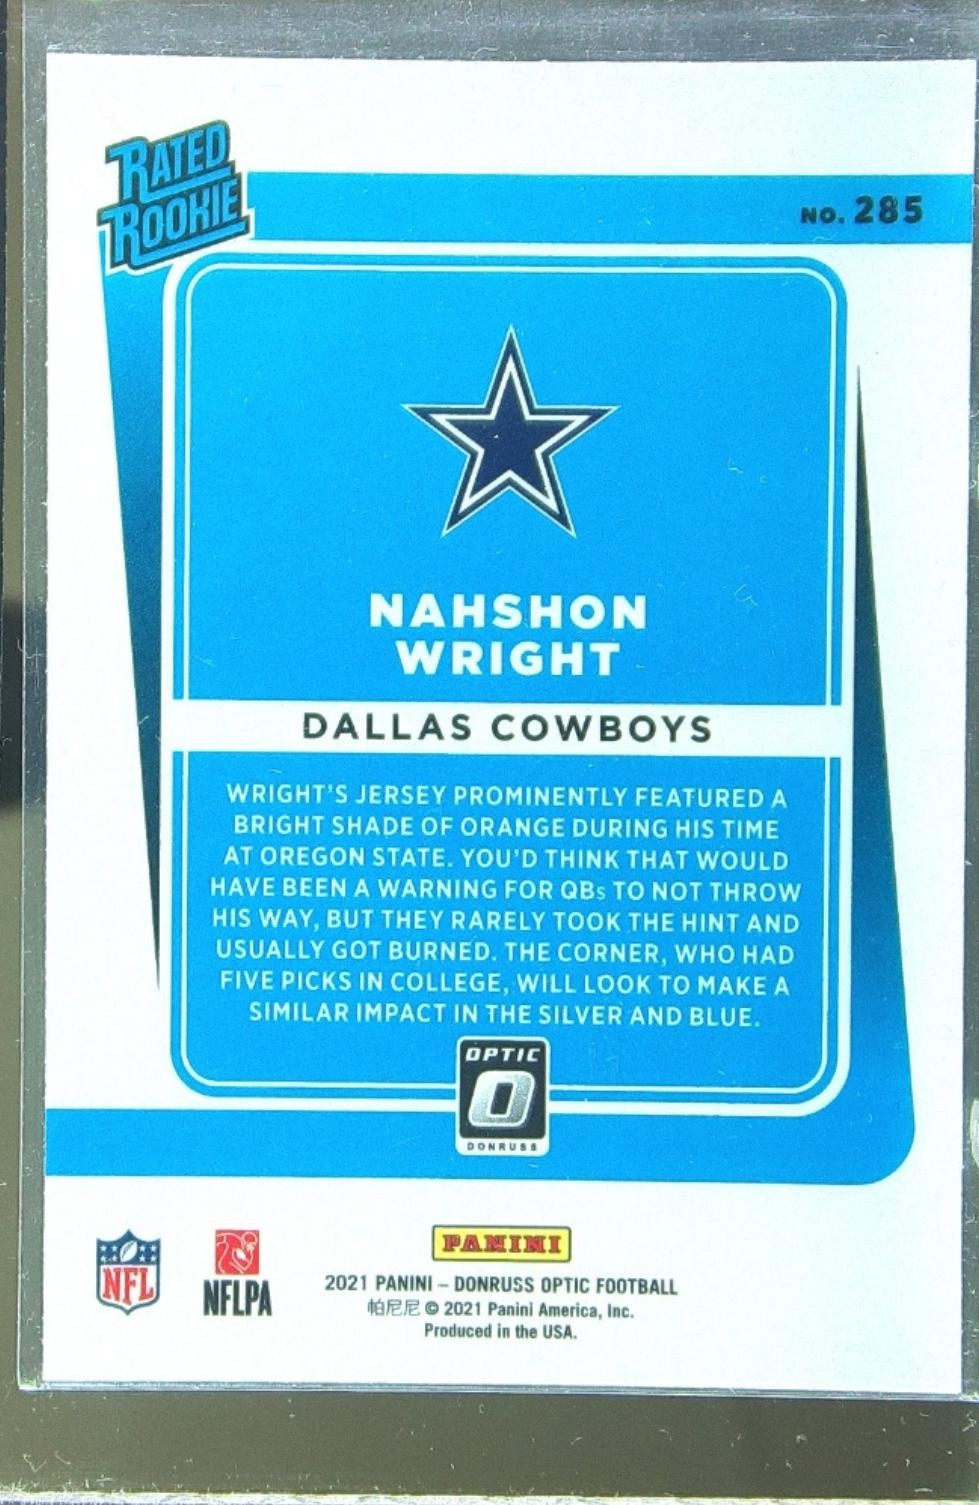 RATED
ROOKIE
NO. 285
NAHSHON
WRIGHT
DALLAS COWBOYS
WRIGHT'S JERSEY PROMINENTLY FEATURED A
BRIGHT SHADE OF ORANGE DURING HIS TIME
AT OREGON STATE. YOU'D THINK THAT WOULD
HAVE BEEN A WARNING FOR QBs TO NOT THROW
HIS WAY, BUT THEY RARELY TOOK THE HINT AND
USUALLY GOT BURNED. THE CORNER, WHO HAD
FIVE PICKS IN COLLEGE, WILL LOOK TO MAKE A
SIMILAR IMPACT IN THE SILVER AND BLUE.
OPTIC
O
DONRUSS
NFL
NFLPA
PANINI
2021 PANINI – DONRUSS OPTIC FOOTBALL
帕尼尼 © 2021 Panini America, Inc.
Produced in the USA.